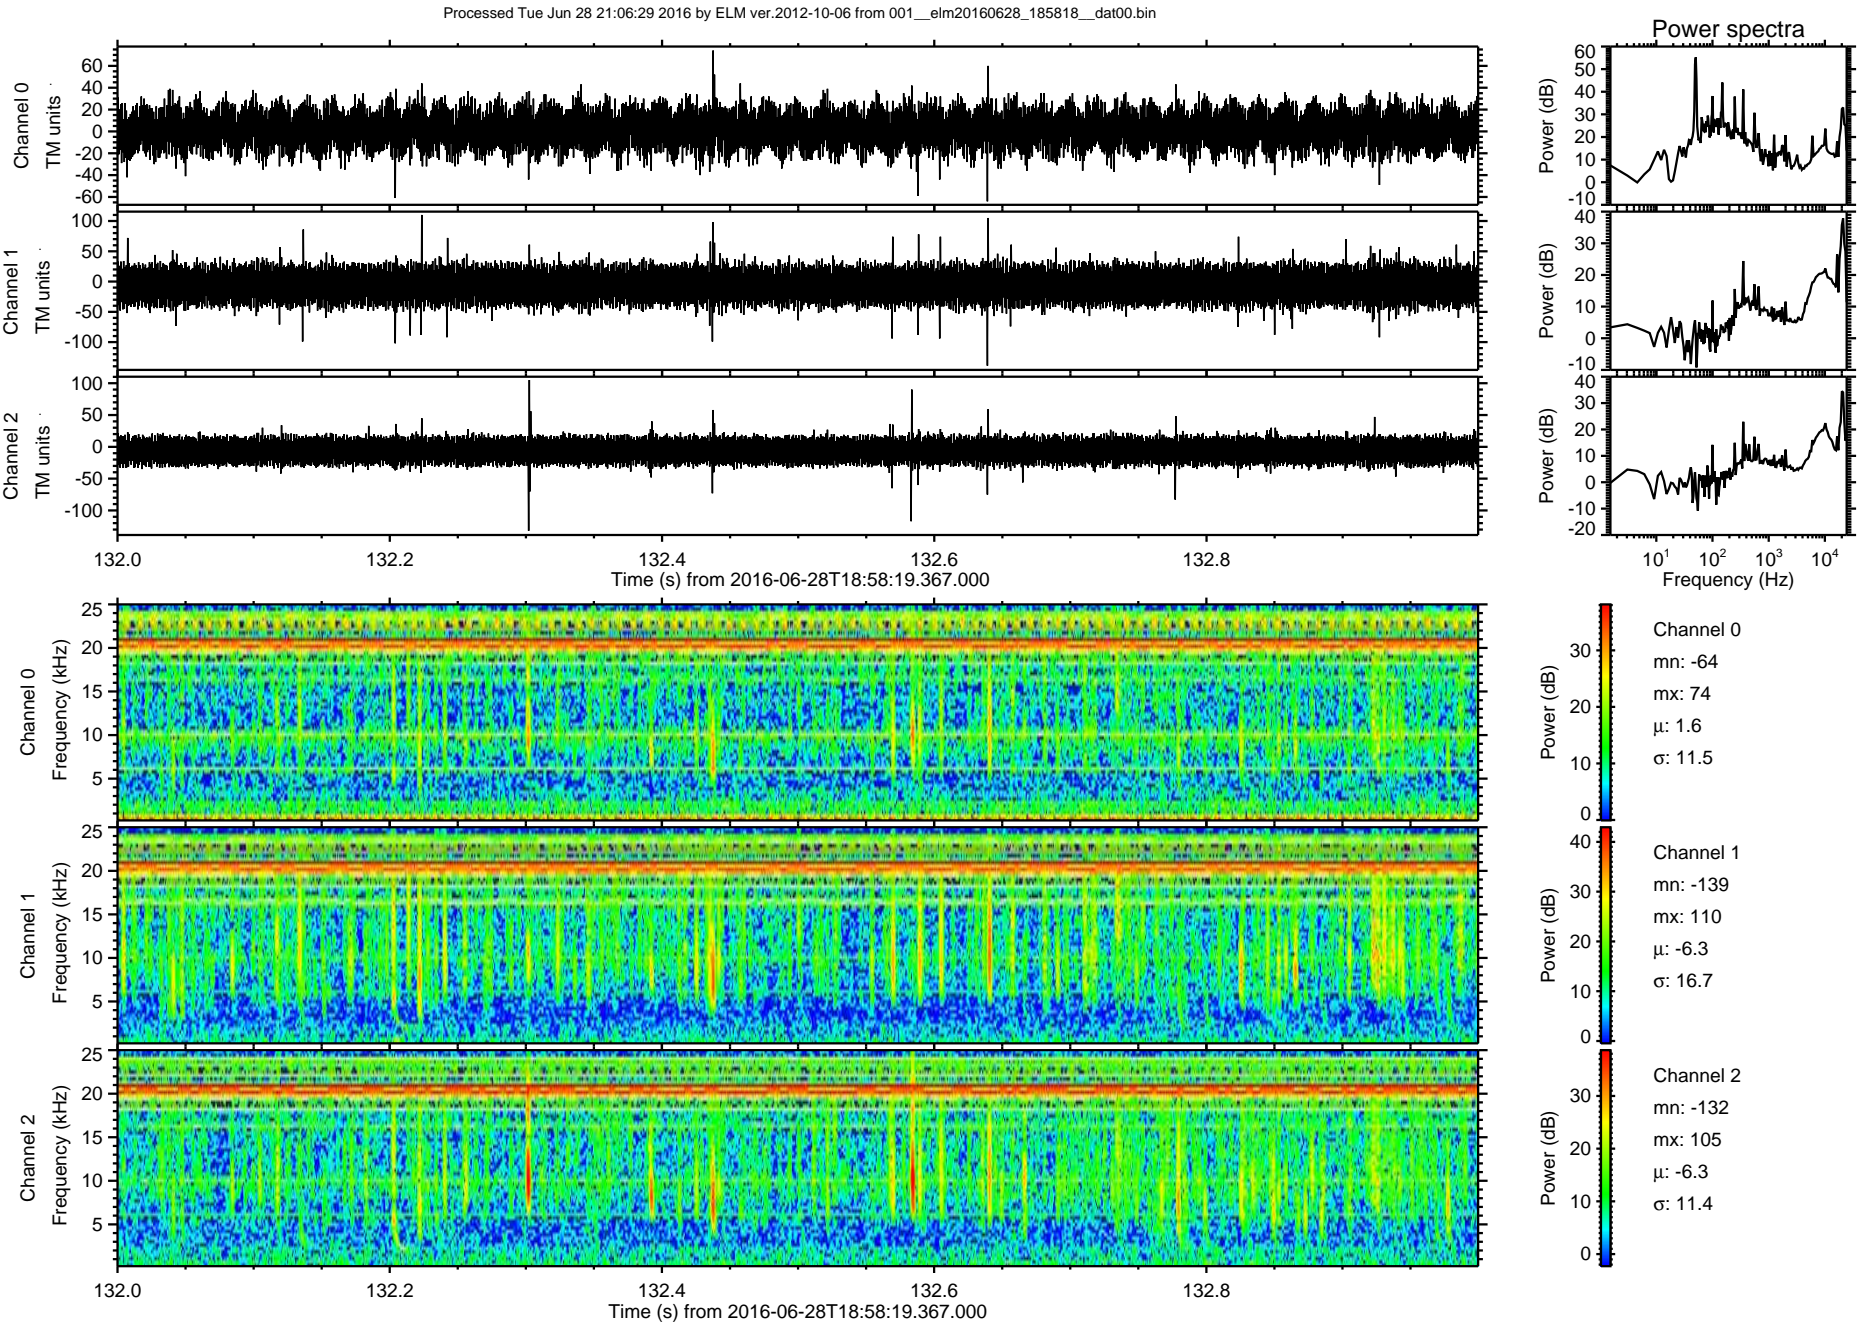 Processed Tue Jun 28 21:06:29 2016 by ELM ver.2012-10-06 from 001__elm20160628_185818__dat00.bin
Power spectra
Channel 0
TM units
60
40
20
0
-20
-40
-60
Power (dB)
60
50
40
30
20
10
0
-10
Channel 1
TM units
100
50
0
-50
-100
Power (dB)
40
30
20
10
0
-10
Channel 2
TM units
100
50
0
-50
-100
Power (dB)
40
30
20
10
0
-10
-20
132.0 132.2 132.4 132.6 132.8
Time (s) from 2016-06-28T18:58:19.367.000
10¹ 10² 10³ 10⁴
Frequency (Hz)
Channel 0
Frequency (kHz)
25
20
15
10
5
Power (dB)
30
20
10
0
Channel 0
mn: -64
mx: 74
μ: 1.6
σ: 11.5
Channel 1
Frequency (kHz)
25
20
15
10
5
Power (dB)
40
30
20
10
0
Channel 1
mn: -139
mx: 110
μ: -6.3
σ: 16.7
Channel 2
Frequency (kHz)
25
20
15
10
5
Power (dB)
30
20
10
0
Channel 2
mn: -132
mx: 105
μ: -6.3
σ: 11.4
132.0 132.2 132.4 132.6 132.8
Time (s) from 2016-06-28T18:58:19.367.000